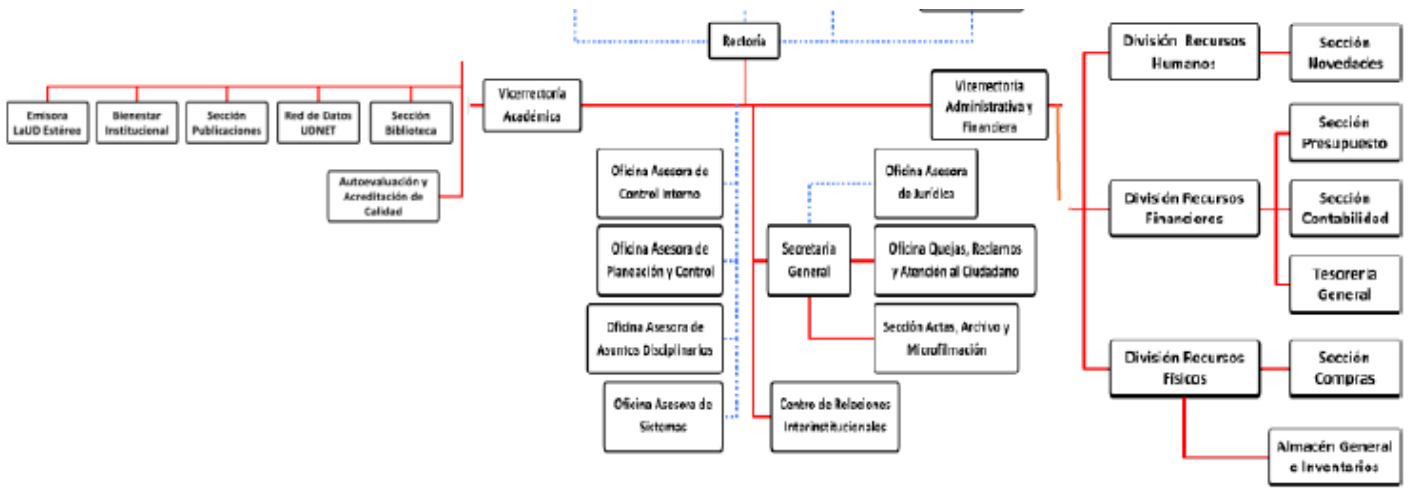 Rectoría
Vicerrectoría
Académica
Vicerrectoría
Administrativa y
Financiera
Emisora
LaUD Estéreo
Bienestar
Institucional
Sección
Publicaciones
Red de Datos
UDNET
Sección
Biblioteca
Autoevaluación y
Acreditación de
Calidad
Oficina Asesora de
Control Interno
Oficina Asesora de
Planeación y Control
Oficina Asesora de
Asuntos Disciplinarios
Oficina Asesora de
Sistemas
Oficina Asesora
de Jurídica
Secretaria
General
Oficina Quejas, Reclamos
y Atención al Ciudadano
Sección Actas, Archivo y
Microfilmación
Centro de Relaciones
Interinstitucionales
División Recursos
Humanos
Sección
Novedades
División Recursos
Financieros
Sección
Presupuesto
Sección
Contabilidad
Tesorería
General
División Recursos
Físicos
Sección
Compras
Almacén General
e Inventarios